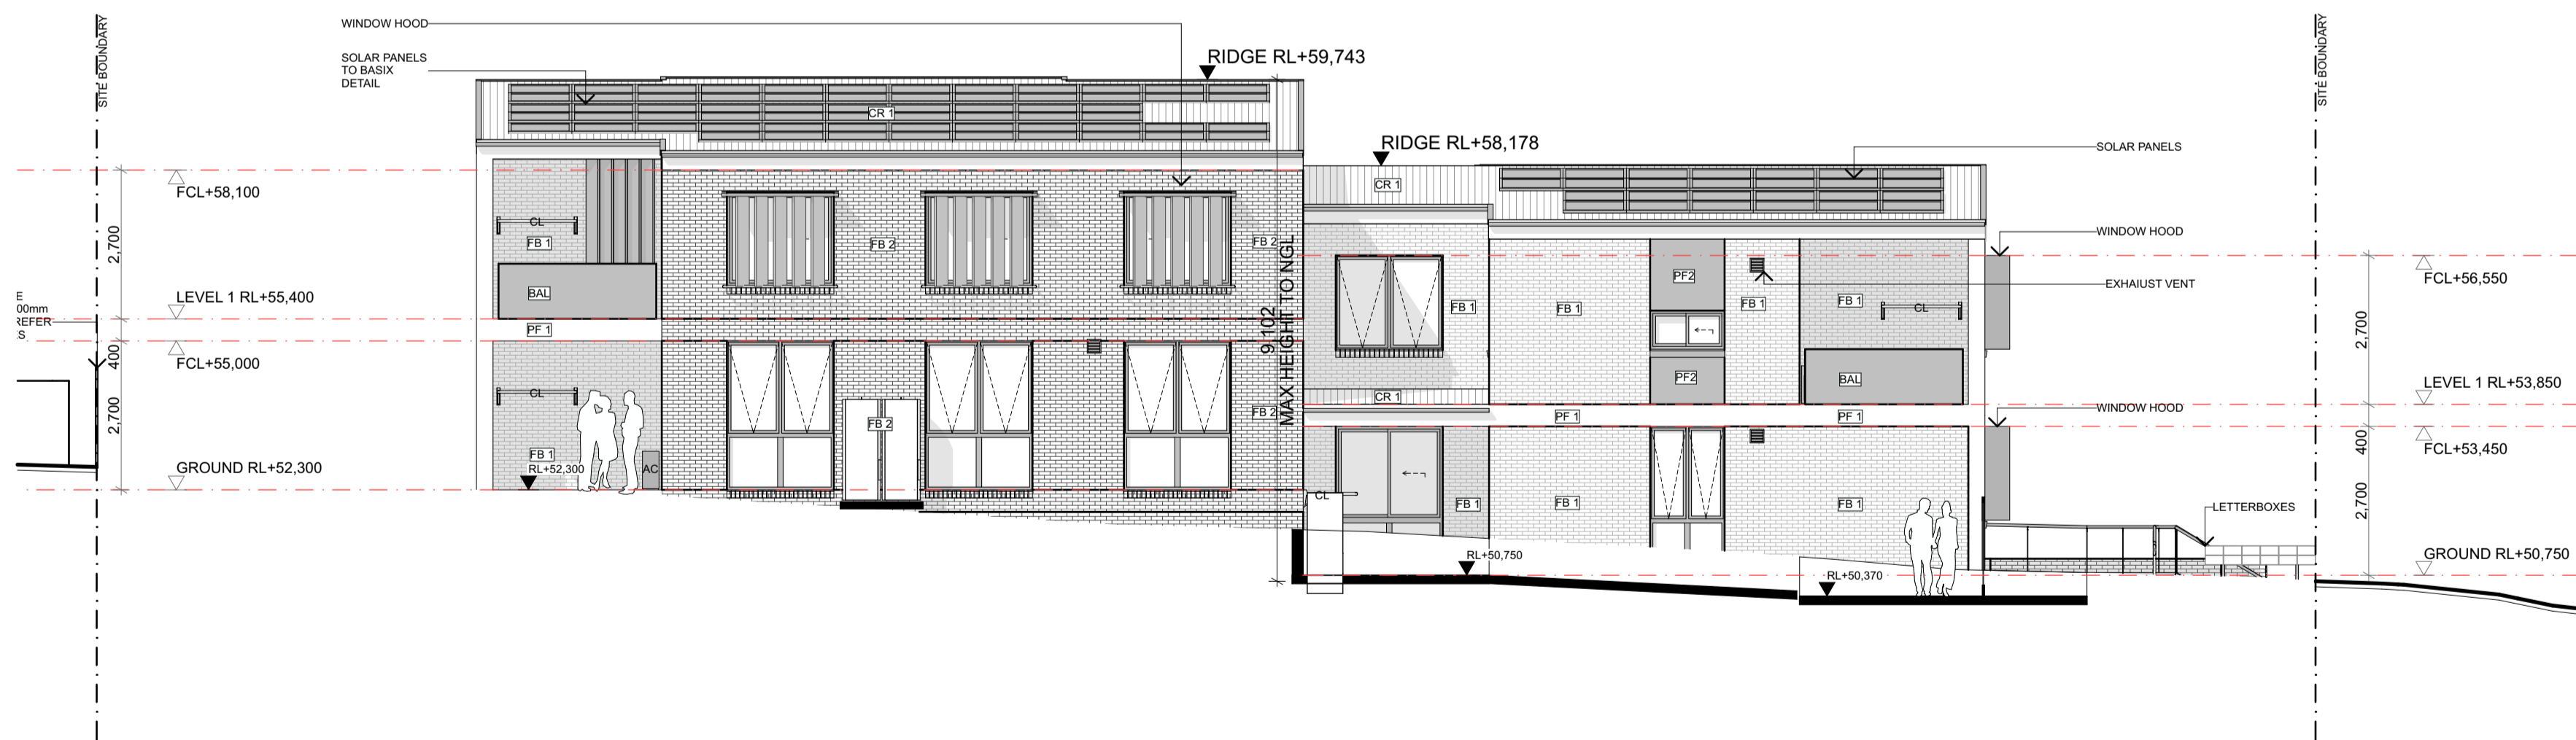 SITE BOUNDARY
WINDOW HOOD
SOLAR PANELS
TO BASIX
DETAIL
RIDGE RL+59,743
RIDGE RL+58,178
SITE BOUNDARY
SOLAR PANELS
CR 1
CR 1
FCL+58,100
2,700
CL
FB 1
FB 2
FB 2
WINDOW HOOD
FCL+56,550
PF2
EXHAIUST VENT
BAL
FB 1
FB 1
FB 1
FB 1
CL
LEVEL 1 RL+55,400
E
00mm
REFER
S
PF 1
9,102
MAX HEIGHT TO NGL
2,700
400
FCL+55,000
PF2
BAL
LEVEL 1 RL+53,850
CL
CR 1
2,700
FB 2
FB 2
PF 1
PF 1
WINDOW HOOD
400
FCL+53,450
FB 1
GROUND RL+52,300
RL+52,300
AC
CL
FB 1
FB 1
FB 1
2,700
LETTERBOXES
RL+50,750
GROUND RL+50,750
RL+50,370